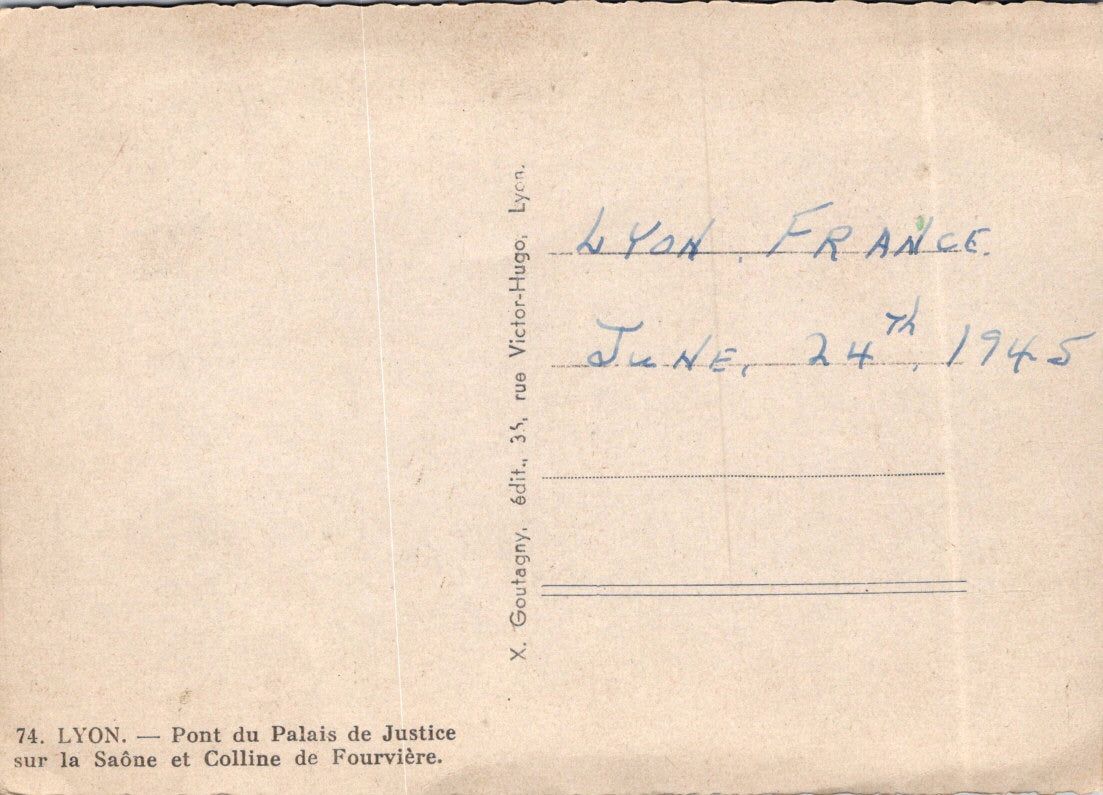 LYON, FRANCE.
JUNE, 24th, 1945
X. Goutagny, édit., 35, rue Victor-Hugo, Lyon.
74. LYON. — Pont du Palais de Justice
sur la Saône et Colline de Fourvière.